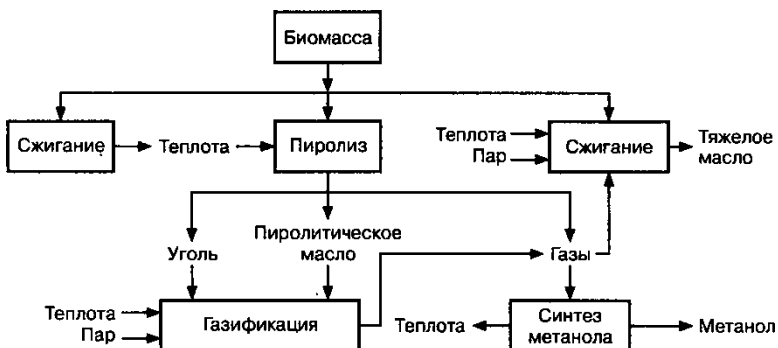 Биомасса
Сжигание
Теплота
Пиролиз
Теплота
Пар
Сжигание
Тяжелое
масло
Уголь
Пиролитическое
масло
Газы
Теплота
Пар
Газификация
Теплота
Синтез
метанола
Метанол